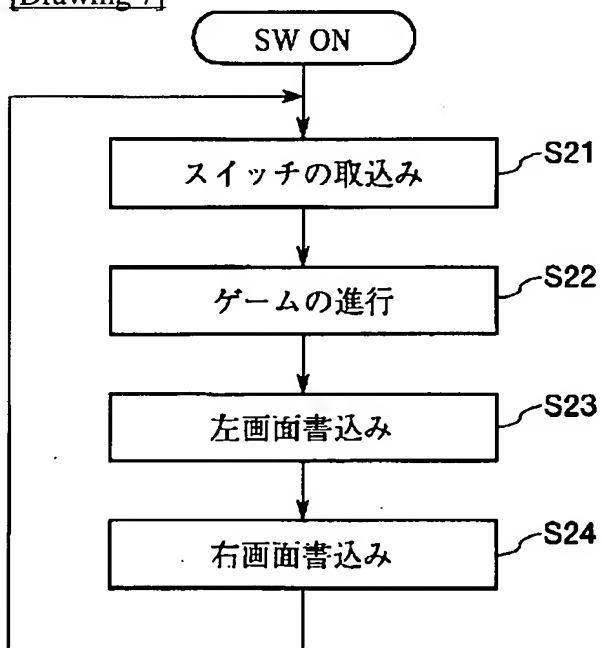 [Drawing 7]
SW ON
スイッチの取込み
S21
ゲームの進行
S22
左画面書込み
S23
右画面書込み
S24